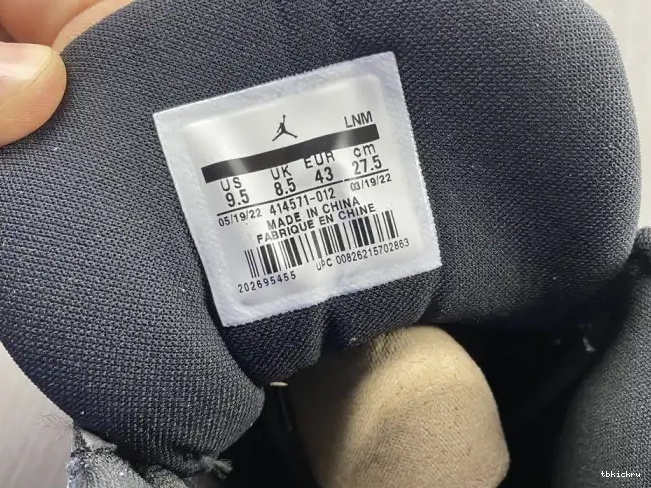 LNM
US UK EUR cm
9.5 8.5 43 27.5
05/19/22 414571-012 03/19/22
MADE IN CHINA
FABRIQUE EN CHINE
202695455 UPC 00826215702863
tbkickru